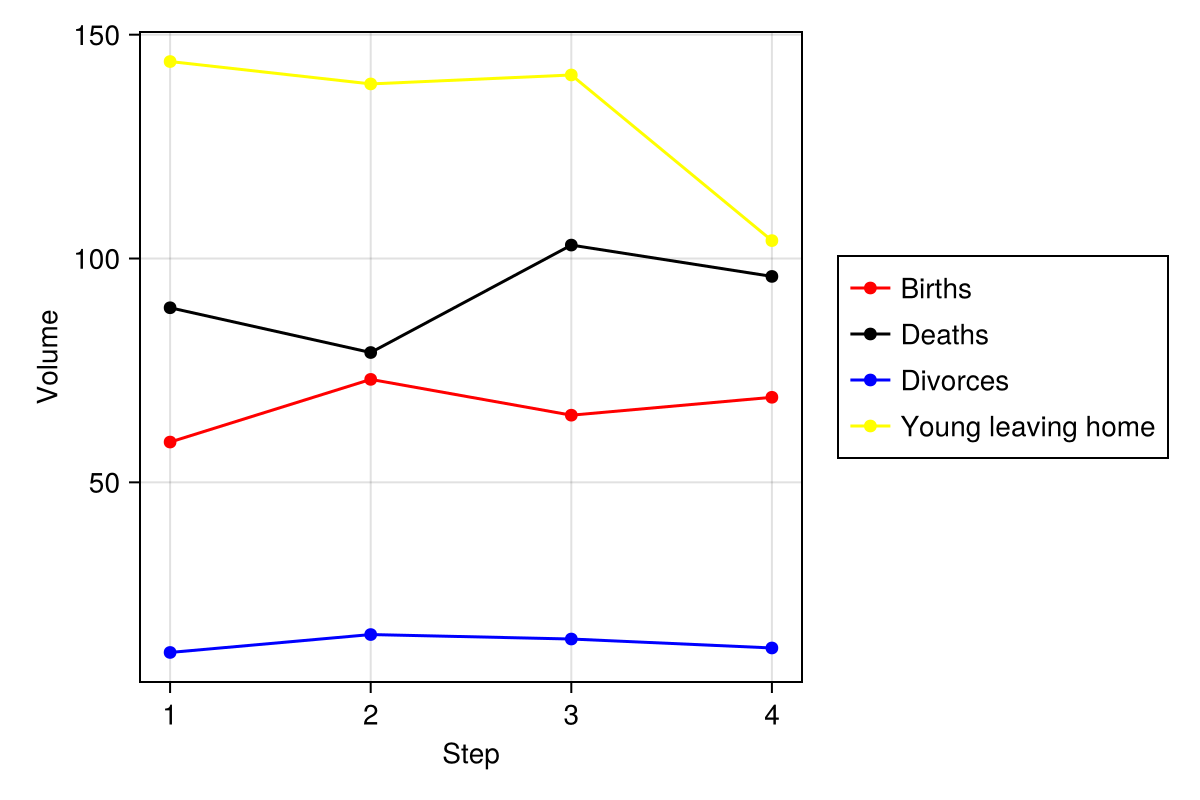 150
100
50
Volume
1 2 3 4
Step
Births
Deaths
Divorces
Young leaving home